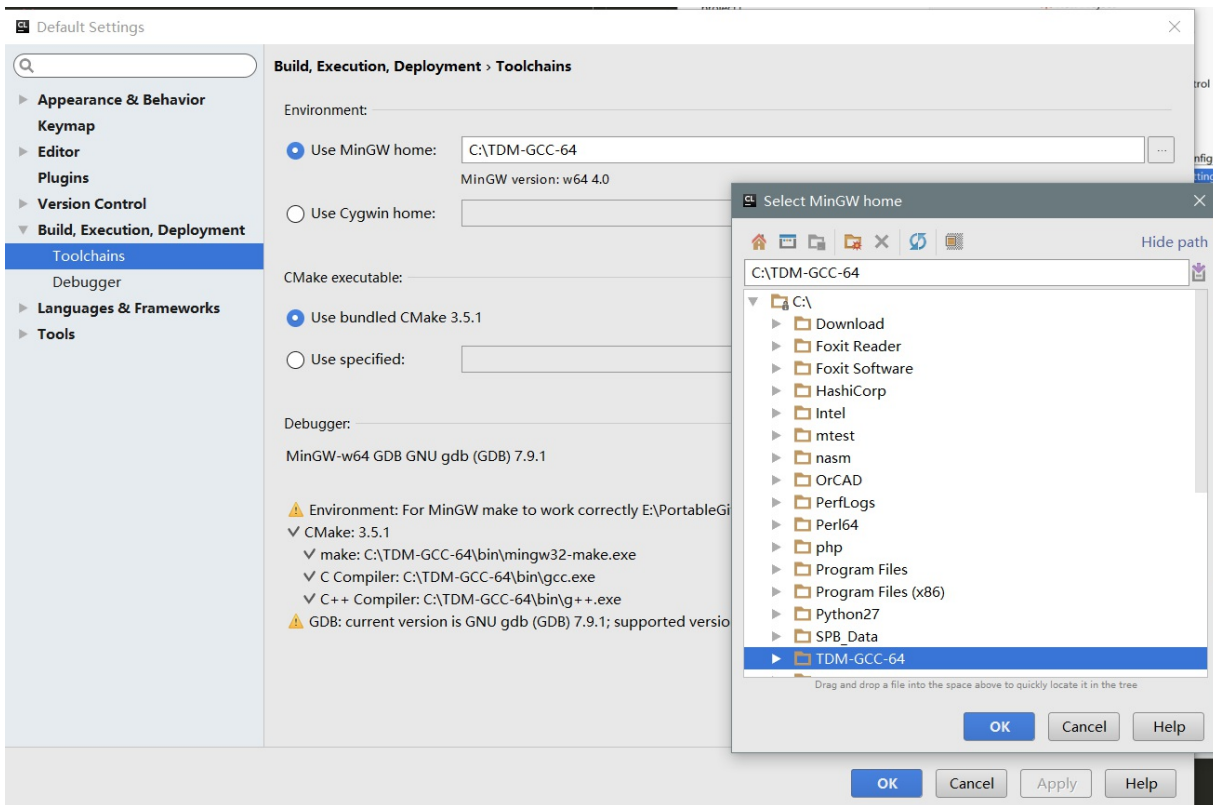 Default Settings
Appearance & Behavior
Keymap
Editor
Plugins
Version Control
Build, Execution, Deployment
Toolchains
Debugger
Languages & Frameworks
Tools
Build, Execution, Deployment › Toolchains
Environment:
Use MinGW home:
C:\TDM-GCC-64
...
MinGW version: w64 4.0
Use Cygwin home:
CMake executable:
Use bundled CMake 3.5.1
Use specified:
Debugger:
MinGW-w64 GDB GNU gdb (GDB) 7.9.1
Environment: For MinGW make to work correctly E:\PortableGi
CMake: 3.5.1
make: C:\TDM-GCC-64\bin\mingw32-make.exe
C Compiler: C:\TDM-GCC-64\bin\gcc.exe
C++ Compiler: C:\TDM-GCC-64\bin\g++.exe
GDB: current version is GNU gdb (GDB) 7.9.1; supported versio
OK
Cancel
Apply
Help
Select MinGW home
Hide path
C:\TDM-GCC-64
C:\
Download
Foxit Reader
Foxit Software
HashiCorp
Intel
mtest
nasm
OrCAD
PerfLogs
Perl64
php
Program Files
Program Files (x86)
Python27
SPB_Data
TDM-GCC-64
Drag and drop a file into the space above to quickly locate it in the tree
OK
Cancel
Help